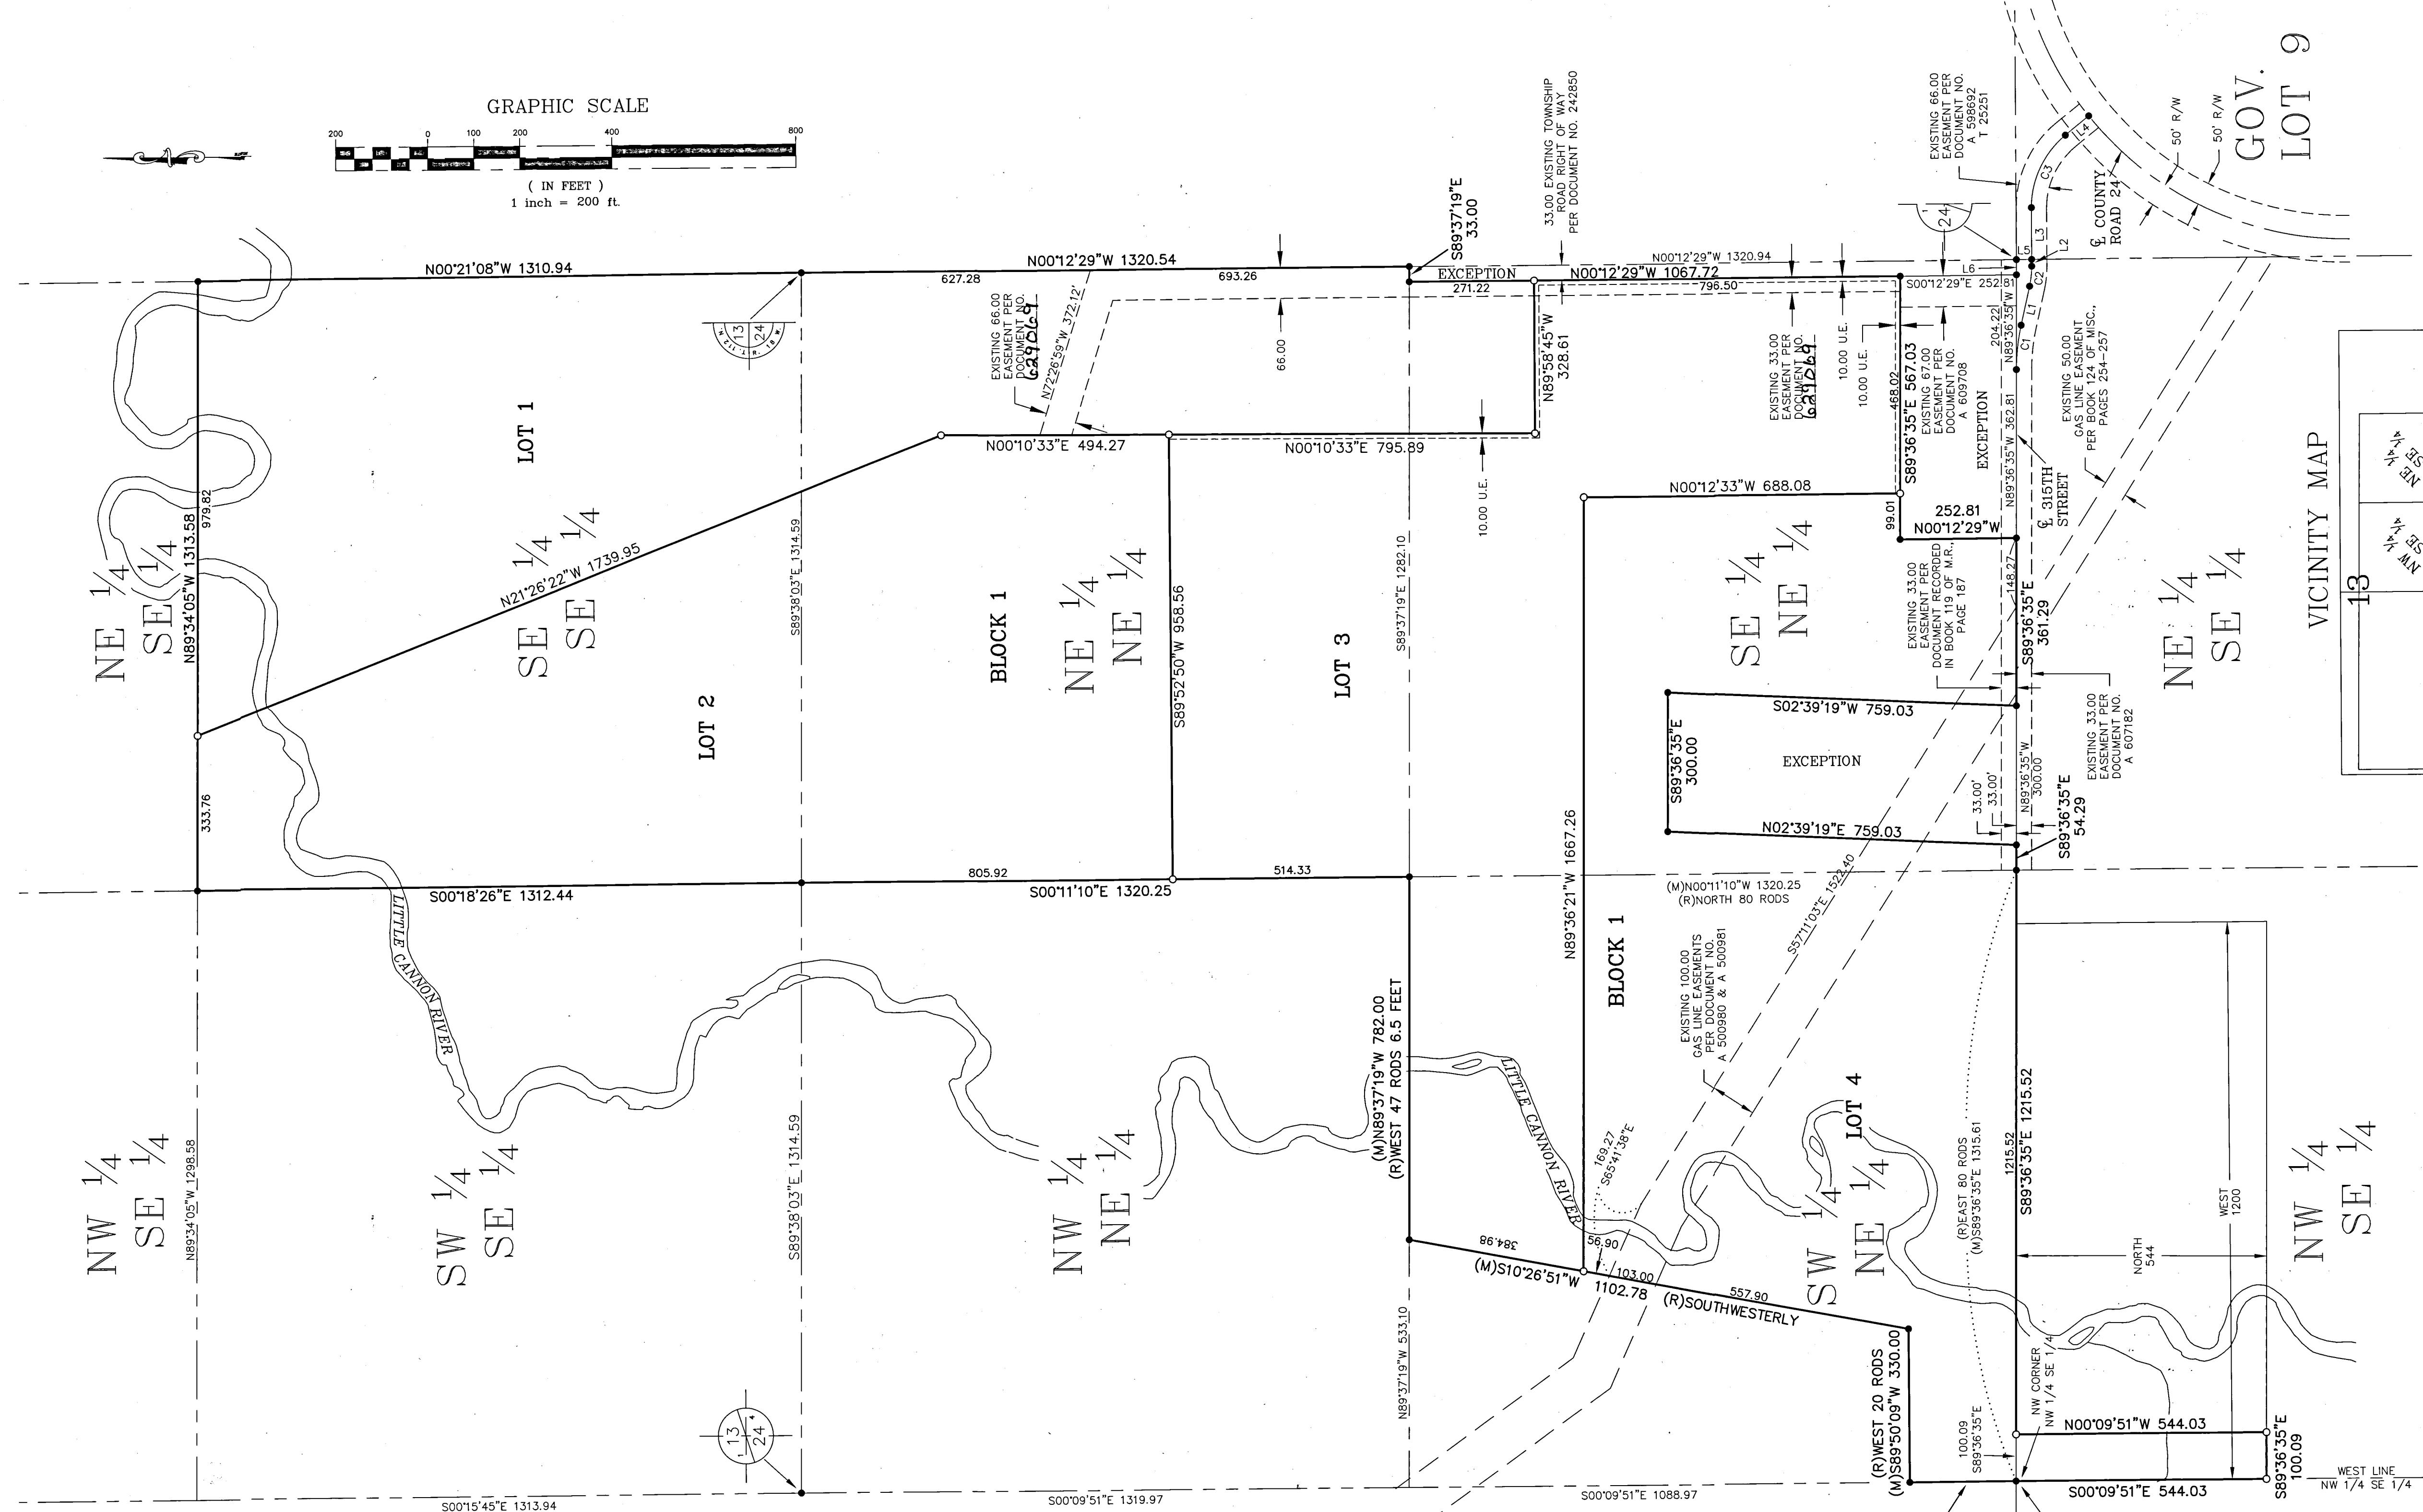 GRAPHIC SCALE
200 0 100 200 400 800
( IN FEET )
1 inch = 200 ft.
N00°21'08"W 1310.94
N00°12'29"W 1320.54
627.28
693.26
S89°37'19"E
33.00
33.00 EXISTING TOWNSHIP
ROAD RIGHT OF WAY
PER DOCUMENT NO. 242850
EXCEPTION
271.22
N00°12'29"W 1320.94
N00°12'29"W 1067.72
796.50
S00°12'29"E 252.81
EXISTING 66.00
EASEMENT PER
DOCUMENT NO.
A 598692
T 25251
24
L6
L5
L2
L3
C3
L4
C2
L1
C1
℄ COUNTY
ROAD 24
50' R/W
50' R/W
GOV.
LOT 9
13
24
EXISTING 66.00
EASEMENT PER
DOCUMENT NO.
629069
N72°26'59"W 372.12'
66.00
N89°58'45"W
328.61
EXISTING 33.00
EASEMENT PER
DOCUMENT NO.
629069
10.00 U.E.
10.00 U.E.
468.02
S89°36'35"E 567.03
EXISTING 67.00
EASEMENT PER
DOCUMENT NO.
A 609708
EXCEPTION
204.22
N89°36'35"W
N89°36'35"W 362.81
℄ 315TH
STREET
EXISTING 50.00
GAS LINE EASEMENT
PER BOOK 124 OF MISC.,
PAGES 254-257
VICINITY MAP
13
NE ¼
SE
NW ¼
SE
LOT 1
979.82
N89°34'05"W 1313.58
NE ¼
SE ¼
N21°26'22"W 1739.95
SE ¼
SE ¼
S89°38'03"E 1314.59
N00°10'33"E 494.27
N00°10'33"E 795.89
10.00 U.E.
BLOCK 1
NE ¼
NE ¼
S89°52'50"W 958.56
LOT 3
S89°37'19"E 1282.10
LOT 2
N00°12'33"W 688.08
99.01
252.81
N00°12'29"W
SE ¼
NE ¼
EXISTING 33.00
EASEMENT PER
DOCUMENT RECORDED
IN BOOK 119 OF M.R.,
PAGE 187
148.27
S89°36'35"E
361.29
NE ¼
SE ¼
S02°39'19"W 759.03
S89°36'35"E
300.00
EXCEPTION
N02°39'19"E 759.03
33.00'
33.00'
N89°36'35"W
300.00
S89°36'35"E
54.29
EXISTING 33.00
EASEMENT PER
DOCUMENT NO.
A 607182
333.76
S00°18'26"E 1312.44
805.92
S00°11'10"E 1320.25
514.33
N89°36'21"W 1667.26
(M)N00°11'10"W 1320.25
(R)NORTH 80 RODS
S57°11'03"E 1522.40
BLOCK 1
EXISTING 100.00
GAS LINE EASEMENTS
PER DOCUMENT NO.
A 500980 & A 500981
LITTLE CANNON RIVER
(M)N89°37'19"W 782.00
(R)WEST 47 RODS 6.5 FEET
LITTLE CANNON RIVER
169.27
S65°41'38"E
LOT 4
SW ¼
NE ¼
(R)EAST 80 RODS
(M)S89°36'35"E 1315.61
1215.52
S89°36'35"E 1215.52
WEST
1200
NORTH
544
NW ¼
SE ¼
NW ¼
SE ¼
N89°34'05"W 1298.58
SW ¼
SE ¼
S89°38'03"E 1314.59
NW ¼
NE ¼
384.98
(M)S10°26'51"W 1102.78 (R)SOUTHWESTERLY
56.90
103.00
557.90
N89°37'19"W 533.10
13
24
(R)WEST 20 RODS
(M)S89°50'09"W 330.00
100.09
S89°36'35"E
NW CORNER
NW 1/4 SE 1/4
N00°09'51"W 544.03
S00°09'51"E 544.03
S89°36'35"E
100.09
WEST LINE
NW 1/4 SE 1/4
S00°15'45"E 1313.94
S00°09'51"E 1319.97
S00°09'51"E 1088.97